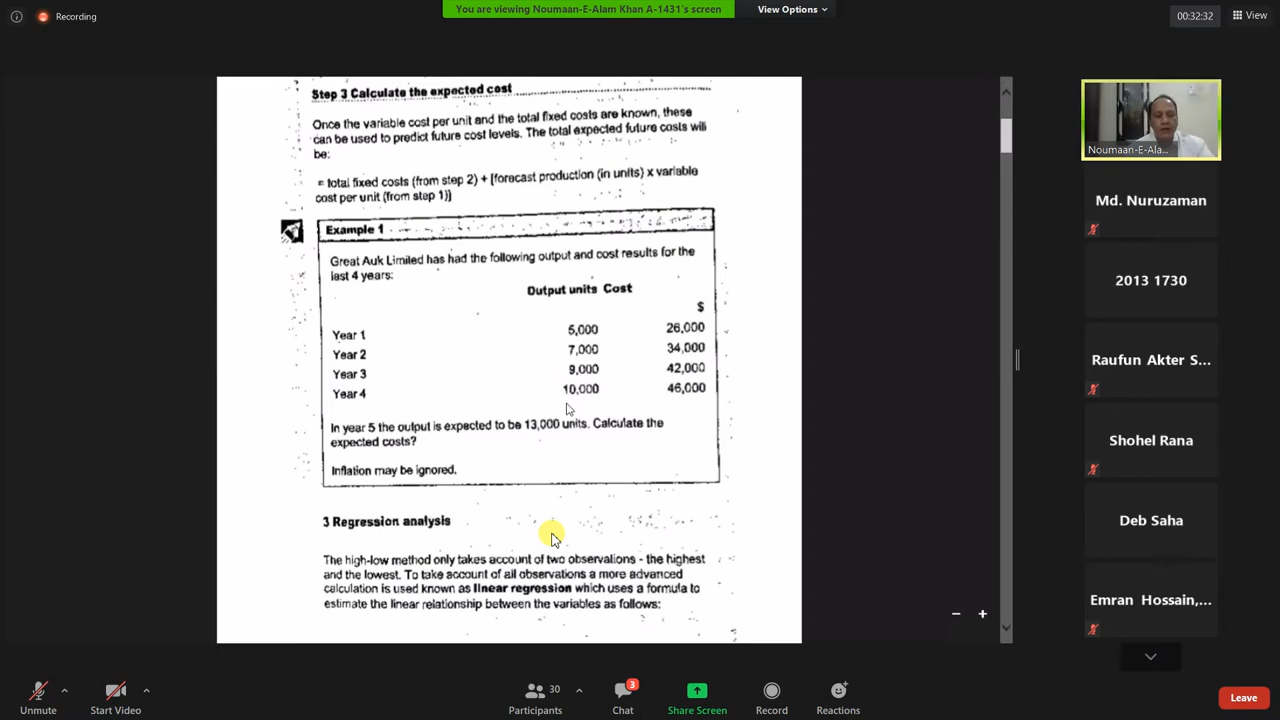 Recording
You are viewing Noumaan-E-Alam Khan A-1431's screen
View Options
00:32:32
View
Step 3 Calculate the expected cost
Once the variable cost per unit and the total fixed costs are known, these
can be used to predict future cost levels. The total expected future costs will
be:
= total fixed costs (from step 2) + [forecast production (in units) x variable
cost per unit (from step 1)]
Example 1
Great Auk Limited has had the following output and cost results for the
last 4 years:
Output units Cost
$
Year 1 5,000 26,000
Year 2 7,000 34,000
Year 3 9,000 42,000
Year 4 10,000 46,000
In year 5 the output is expected to be 13,000 units. Calculate the
expected costs?
Inflation may be ignored.
3 Regression analysis
The high-low method only takes account of two observations - the highest
and the lowest. To take account of all observations a more advanced
calculation is used known as linear regression which uses a formula to
estimate the linear relationship between the variables as follows:
Noumaan-E-Ala...
Md. Nuruzaman
2013 1730
Raufun Akter S...
Shohel Rana
Deb Saha
Emran Hossain,...
Unmute
Start Video
30
Participants
3
Chat
Share Screen
Record
Reactions
Leave